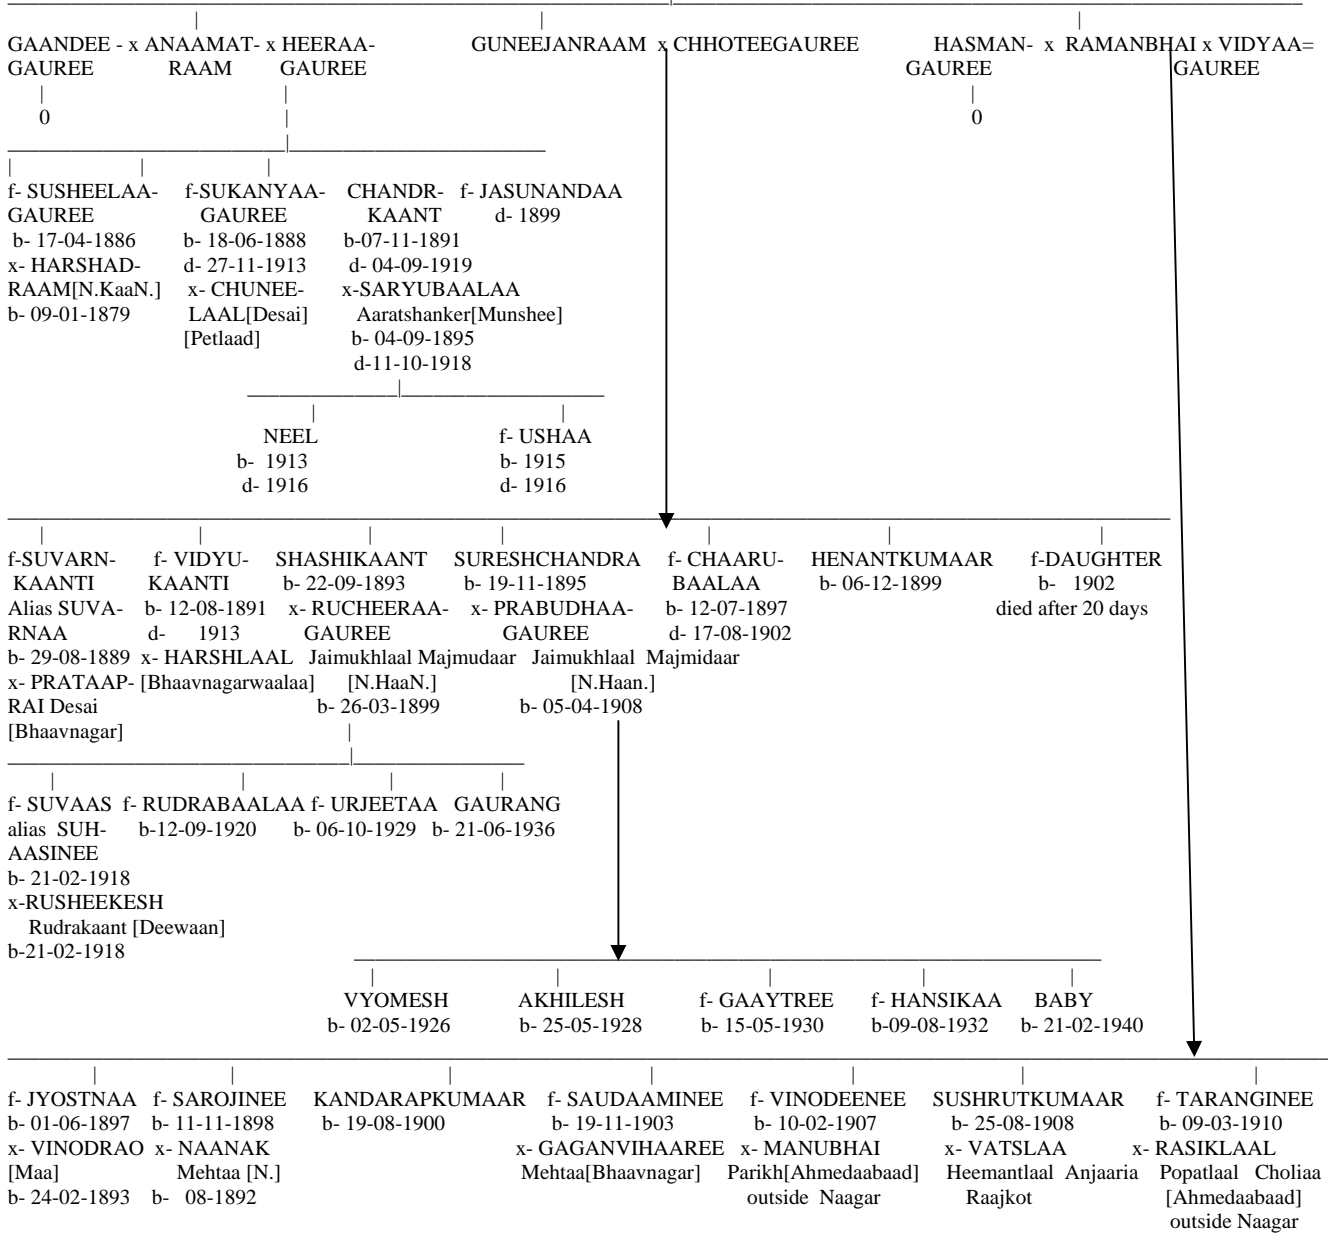 GAANDEE - x ANAAMAT- x HEERAA- GUNEEJANRAAM x CHHOTEEGAUREE HASMAN- x RAMANBHAI x VIDYAA=
GAUREE RAAM GAUREE GAUREE GAUREE
0 0
f- SUSHEELAA- f-SUKANYAA- CHANDR- f- JASUNANDAA
GAUREE GAUREE KAANT d- 1899
b- 17-04-1886 b- 18-06-1888 b-07-11-1891
x- HARSHAD- d- 27-11-1913 d- 04-09-1919
RAAM[N.KaaN.] x- CHUNEE- x-SARYUBAALAA
b- 09-01-1879 LAAL[Desai] Aaratshanker[Munshee]
[Petlaad] b- 04-09-1895
d-11-10-1918
NEEL f- USHAA
b- 1913 b- 1915
d- 1916 d- 1916
f-SUVARN- f- VIDYU- SHASHIKAANT SURESHCHANDRA f- CHAARU- HENANTKUMAAR f-DAUGHTER
KAANTI KAANTI b- 22-09-1893 b- 19-11-1895 BAALAA b- 06-12-1899 b- 1902
Alias SUVA- b- 12-08-1891 x- RUCHEERAA- x- PRABUDHAA- b- 12-07-1897 died after 20 days
RNAA d- 1913 GAUREE GAUREE d- 17-08-1902
b- 29-08-1889 x- HARSHLAAL Jaimukhlaal Majmudaar Jaimukhlaal Majmidaar
x- PRATAAP- [Bhaavnagarwaalaa] [N.HaaN.] [N.Haan.]
RAI Desai b- 26-03-1899 b- 05-04-1908
[Bhaavnagar]
f- SUVAAS f- RUDRABAALAA f- URJEETAA GAURANG
alias SUH- b-12-09-1920 b- 06-10-1929 b- 21-06-1936
AASINEE
b- 21-02-1918
x-RUSHEEKESH
Rudrakaant [Deewaan]
b-21-02-1918
VYOMESH AKHILESH f- GAAYTREE f- HANSIKAA BABY
b- 02-05-1926 b- 25-05-1928 b- 15-05-1930 b-09-08-1932 b- 21-02-1940
f- JYOSTNAA f- SAROJINEE KANDARAPKUMAAR f- SAUDAAMINEE f- VINODEENEE SUSHRUTKUMAAR f- TARANGINEE
b- 01-06-1897 b- 11-11-1898 b- 19-08-1900 b- 19-11-1903 b- 10-02-1907 b- 25-08-1908 b- 09-03-1910
x- VINODRAO x- NAANAK x- GAGANVIHAAREE x- MANUBHAI x- VATSLAA x- RASIKLAAL
[Maa] Mehtaa [N.] Mehtaa[Bhaavnagar] Parikh[Ahmedaabaad] Heemantlaal Anjaaria Popatlaal Choliaa
b- 24-02-1893 b- 08-1892 outside Naagar Raajkot [Ahmedaabaad]
outside Naagar